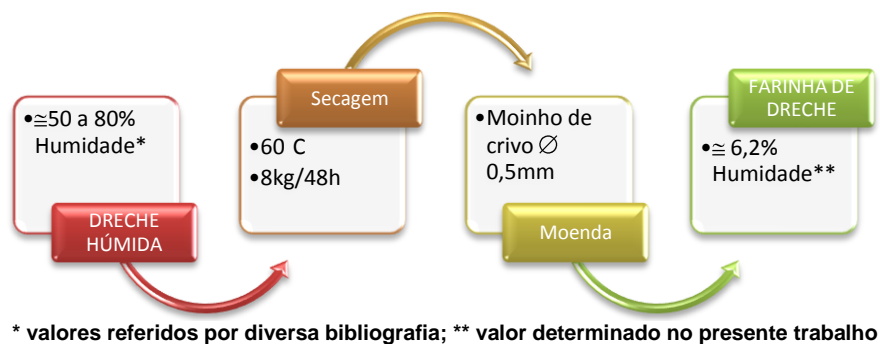 •≅50 a 80%
Humidade*
DRECHE
HÚMIDA
Secagem
•60 C
•8kg/48h
•Moinho de
crivo ∅
0,5mm
Moenda
FARINHA DE
DRECHE
•≅ 6,2%
Humidade**
* valores referidos por diversa bibliografia; ** valor determinado no presente trabalho